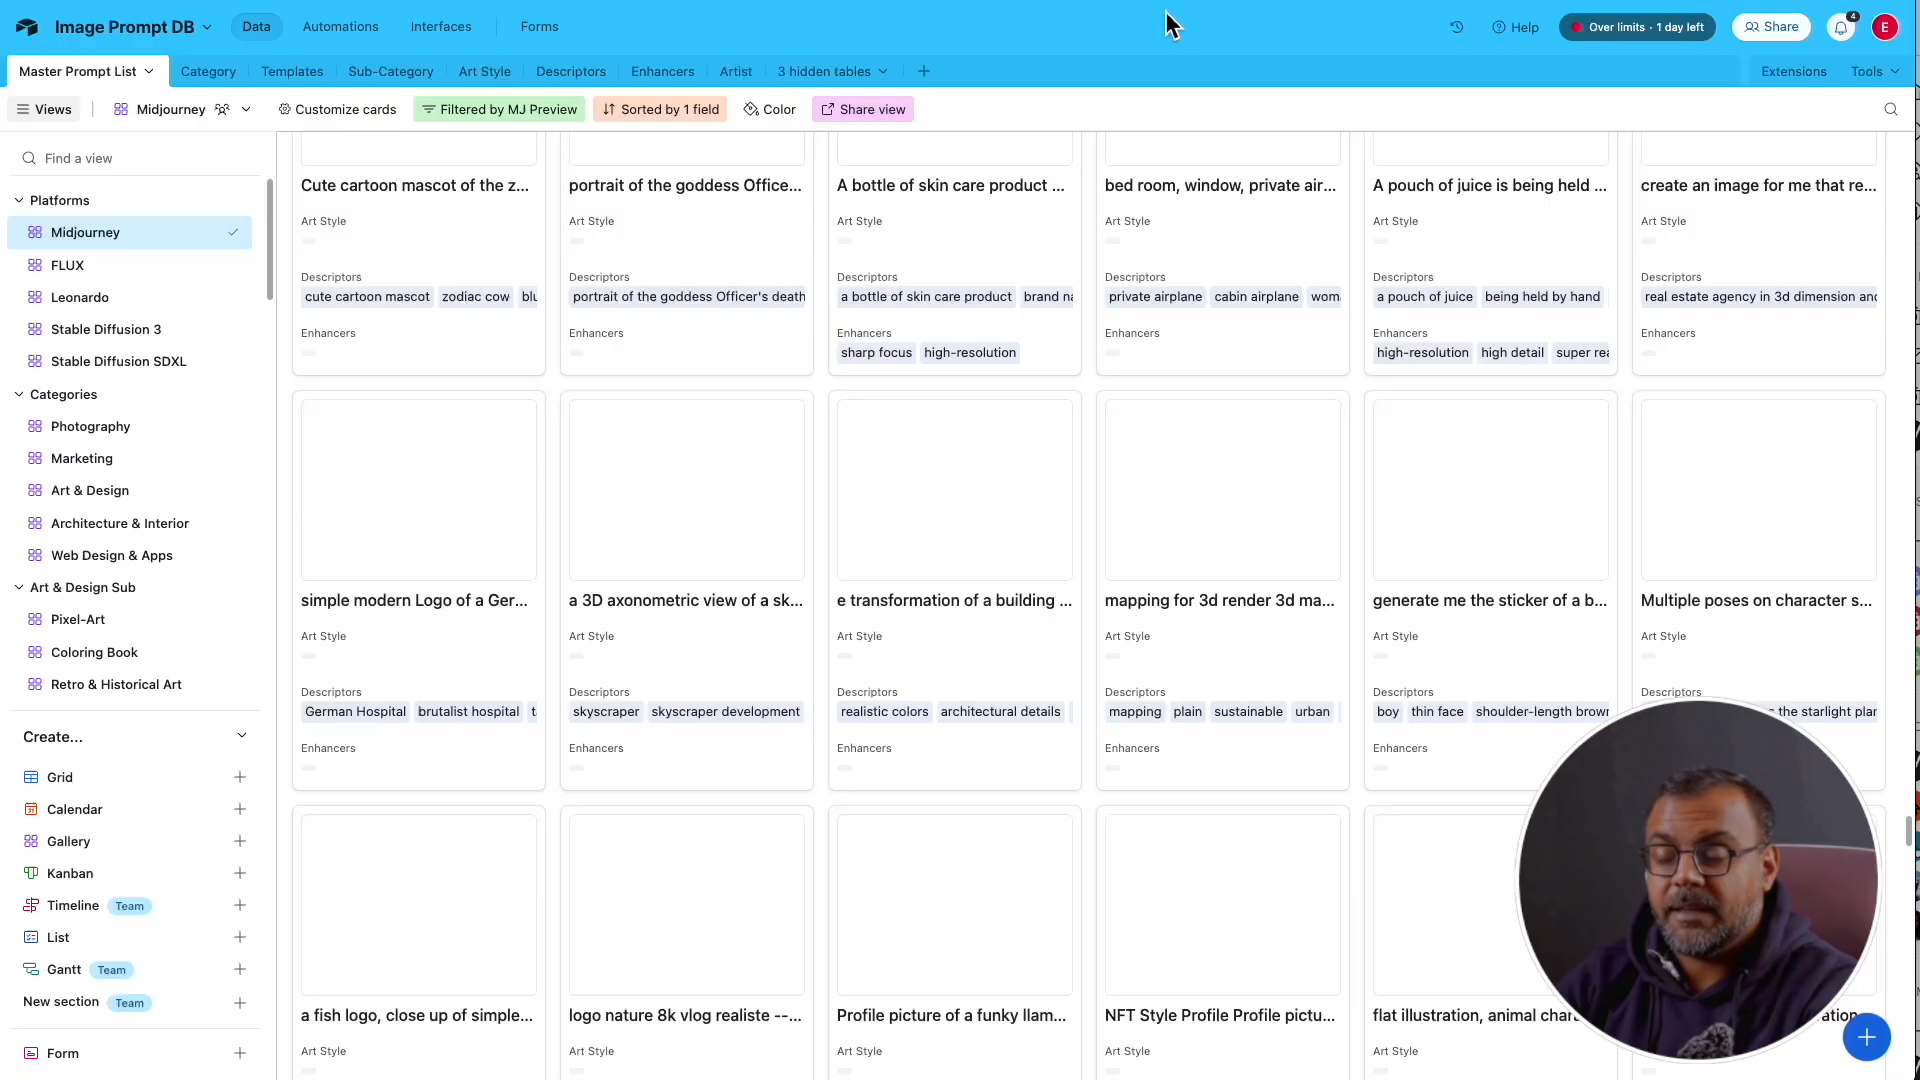 Image Prompt DB
Data
Automations
Interfaces
Forms
Help
Over limits · 1 day left
Share
4
E
Master Prompt List
Category
Templates
Sub-Category
Art Style
Descriptors
Enhancers
Artist
3 hidden tables
Extensions
Tools
Views
Midjourney
Customize cards
Filtered by MJ Preview
Sorted by 1 field
Color
Share view
Find a view
Platforms
Midjourney
FLUX
Leonardo
Stable Diffusion 3
Stable Diffusion SDXL
Categories
Photography
Marketing
Art & Design
Architecture & Interior
Web Design & Apps
Art & Design Sub
Pixel-Art
Coloring Book
Retro & Historical Art
Create...
Grid
Calendar
Gallery
Kanban
Timeline Team
List
Gantt Team
New section Team
Form
Cute cartoon mascot of the z...
Art Style
Descriptors
cute cartoon mascot zodiac cow
Enhancers
portrait of the goddess Office...
Art Style
Descriptors
portrait of the goddess Officer's death
Enhancers
A bottle of skin care product ...
Art Style
Descriptors
a bottle of skin care product brand
Enhancers
sharp focus high-resolution
bed room, window, private air...
Art Style
Descriptors
private airplane cabin airplane
Enhancers
A pouch of juice is being held ...
Art Style
Descriptors
a pouch of juice being held by hand
Enhancers
high-resolution high detail super
create an image for me that re...
Art Style
Descriptors
real estate agency in 3d dimension
Enhancers
simple modern Logo of a Ger...
Art Style
Descriptors
German Hospital brutalist hospital
Enhancers
a 3D axonometric view of a sk...
Art Style
Descriptors
skyscraper skyscraper development
Enhancers
e transformation of a building ...
Art Style
Descriptors
realistic colors architectural details
Enhancers
mapping for 3d render 3d ma...
Art Style
Descriptors
mapping plain sustainable urban
Enhancers
generate me the sticker of a b...
Art Style
Descriptors
boy thin face shoulder-length
Enhancers
Multiple poses on character s...
Art Style
Descriptors
the starlight
a fish logo, close up of simple...
Art Style
logo nature 8k vlog realiste --...
Art Style
Profile picture of a funky llam...
Art Style
NFT Style Profile Profile pictu...
Art Style
flat illustration, animal
Art Style